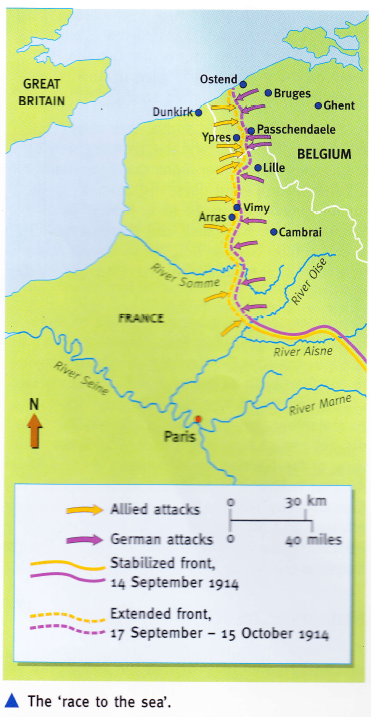 Ostend
GREAT
BRITAIN
Bruges
Ghent
Dunkirk
Passchendaele
Ypres
BELGIUM
Lille
Vimy
Arras
Cambrai
River Somme
River Oise
FRANCE
River Aisne
River Seine
River Marne
N
Paris
0 30 km
Allied attacks
German attacks
0 40 miles
Stabilized front,
14 September 1914
Extended front,
17 September – 15 October 1914
The ‘race to the sea’.